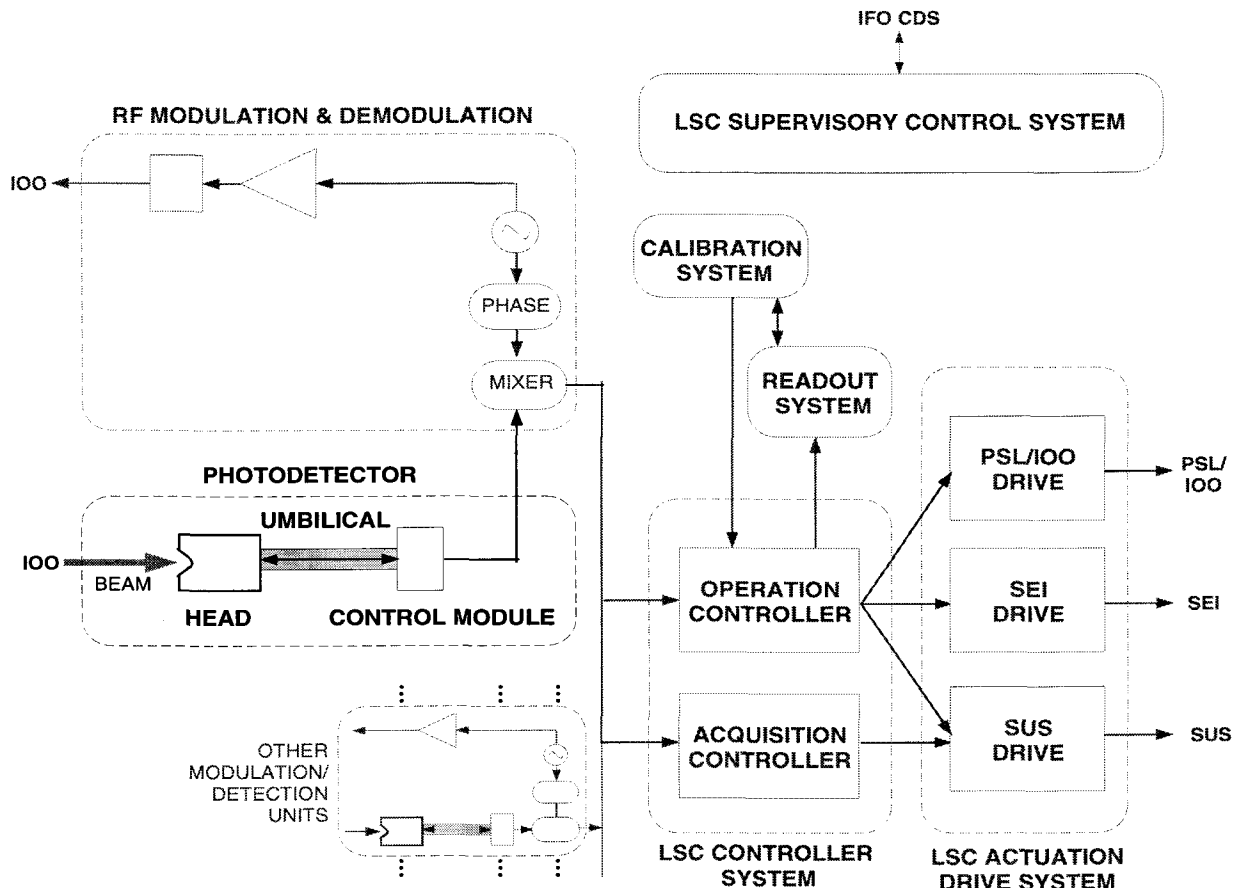 IFO CDS
LSC SUPERVISORY CONTROL SYSTEM
RF MODULATION & DEMODULATION
IOO
PHASE
MIXER
CALIBRATION
SYSTEM
READOUT
SYSTEM
PHOTODETECTOR
UMBILICAL
IOO
BEAM
HEAD
CONTROL MODULE
OPERATION
CONTROLLER
ACQUISITION
CONTROLLER
LSC CONTROLLER
SYSTEM
PSL/IOO
DRIVE
PSL/
IOO
SEI
DRIVE
SEI
SUS
DRIVE
SUS
LSC ACTUATION
DRIVE SYSTEM
OTHER
MODULATION/
DETECTION
UNITS